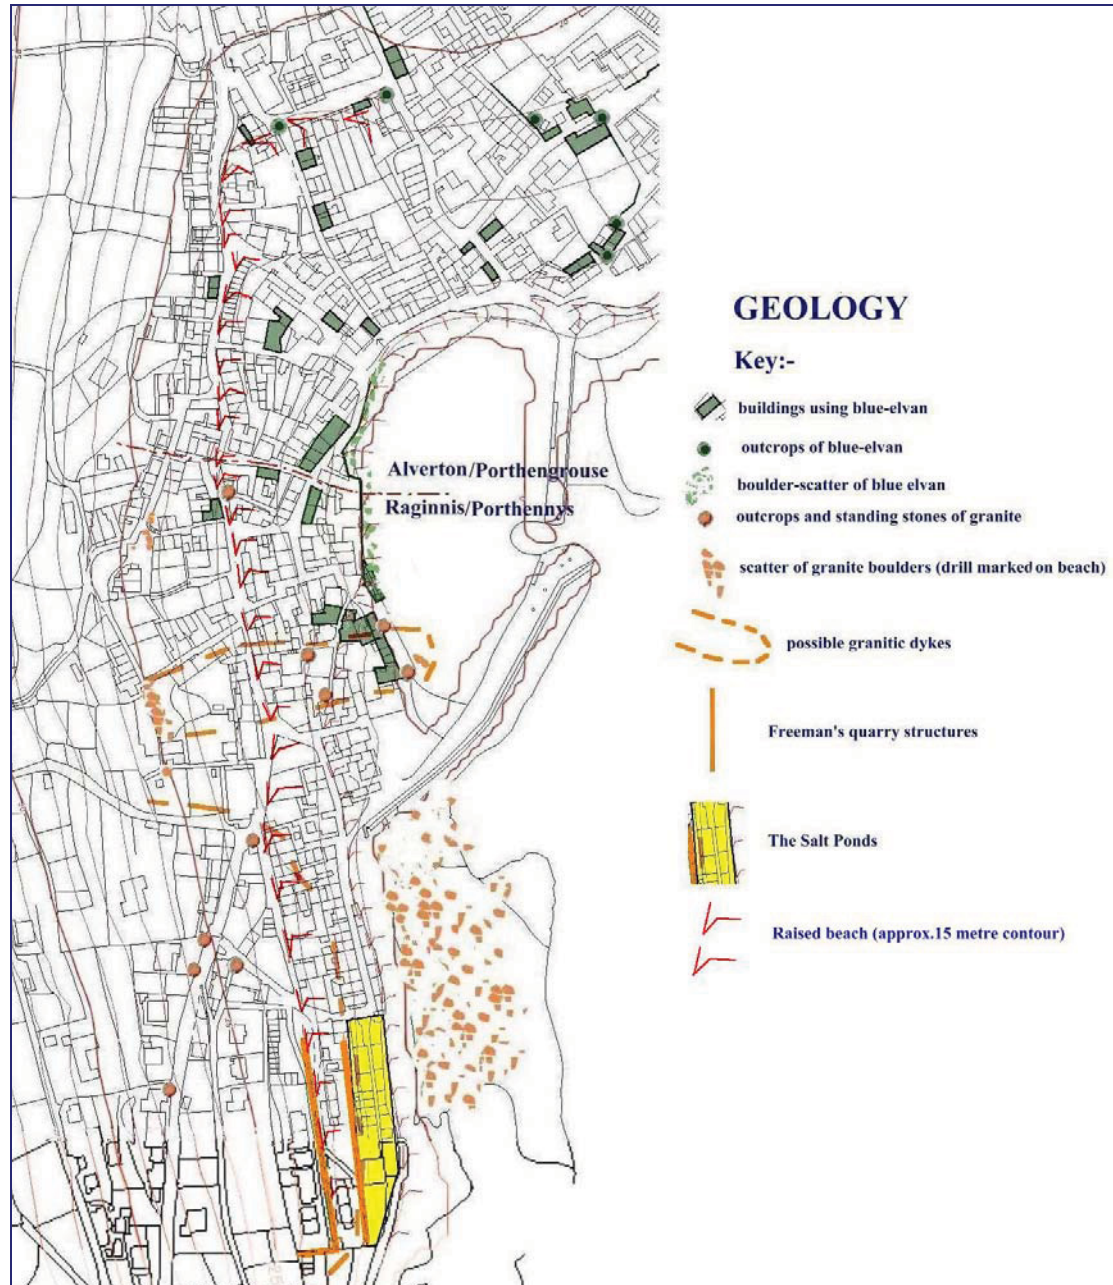 GEOLOGY
Key:-
buildings using blue-elvan
outcrops of blue-elvan
boulder-scatter of blue elvan
outcrops and standing stones of granite
scatter of granite boulders (drill marked on beach)
possible granitic dykes
Freeman's quarry structures
The Salt Ponds
Raised beach (approx.15 metre contour)
Alverton/Porthengrouse
Raginnis/Porthennys